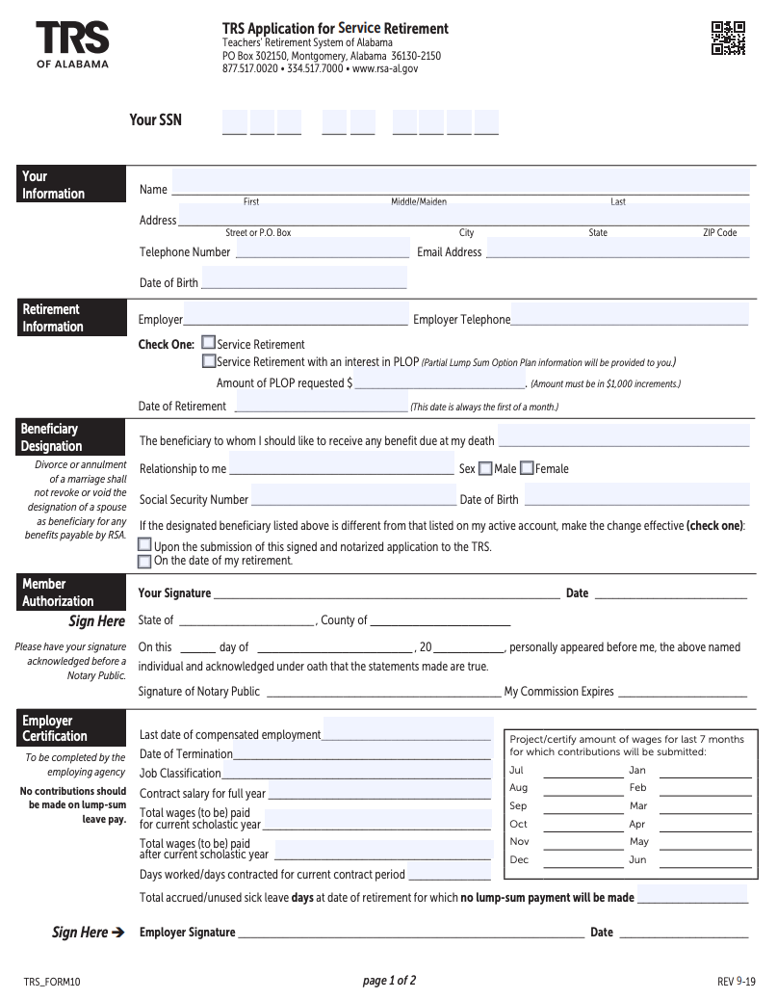 TRS
OF ALABAMA
TRS Application for Service Retirement
Teachers' Retirement System of Alabama
PO Box 302150, Montgomery, Alabama 36130-2150
877.517.0020 • 334.517.7000 • www.rsa-al.gov
Your SSN
Your
Information
Name
First Middle/Maiden Last
Address
Street or P.O. Box City State ZIP Code
Telephone Number Email Address
Date of Birth
Retirement
Information
Employer Employer Telephone
Check One: Service Retirement
Service Retirement with an interest in PLOP (Partial Lump Sum Option Plan information will be provided to you.)
Amount of PLOP requested $ . (Amount must be in $1,000 increments.)
Date of Retirement (This date is always the first of a month.)
Beneficiary
Designation
Divorce or annulment
of a marriage shall
not revoke or void the
designation of a spouse
as beneficiary for any
benefits payable by RSA.
The beneficiary to whom I should like to receive any benefit due at my death
Relationship to me Sex Male Female
Social Security Number Date of Birth
If the designated beneficiary listed above is different from that listed on my active account, make the change effective (check one):
Upon the submission of this signed and notarized application to the TRS.
On the date of my retirement.
Member
Authorization
Sign Here
Please have your signature
acknowledged before a
Notary Public.
Your Signature Date
State of , County of
On this day of , 20 , personally appeared before me, the above named
individual and acknowledged under oath that the statements made are true.
Signature of Notary Public My Commission Expires
Employer
Certification
To be completed by the
employing agency
No contributions should
be made on lump-sum
leave pay.
Last date of compensated employment
Date of Termination
Job Classification
Contract salary for full year
Total wages (to be) paid
for current scholastic year
Total wages (to be) paid
after current scholastic year
Days worked/days contracted for current contract period
Project/certify amount of wages for last 7 months
for which contributions will be submitted:
Jul Jan
Aug Feb
Sep Mar
Oct Apr
Nov May
Dec Jun
Total accrued/unused sick leave days at date of retirement for which no lump-sum payment will be made
Sign Here → Employer Signature Date
TRS_FORM10 page 1 of 2 REV 9-19